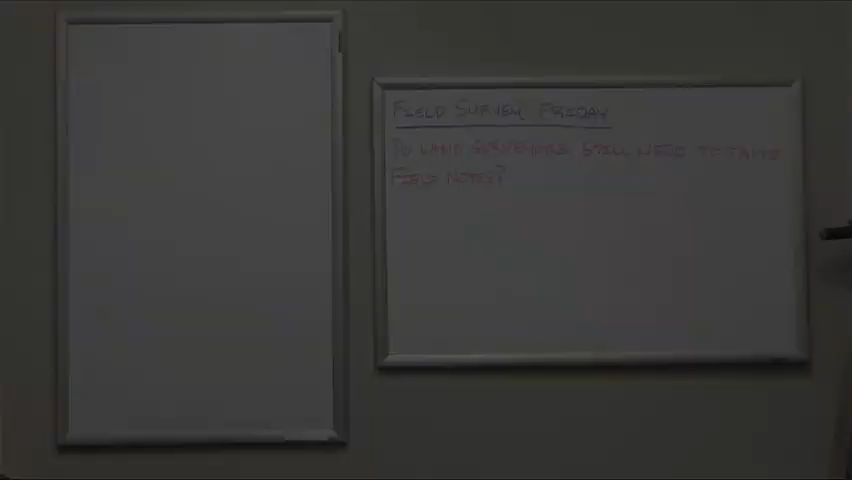 FIELD SURVEY FRIDAY
DO LAND SURVEYORS STILL NEED TO TAKE
FIELD NOTES?